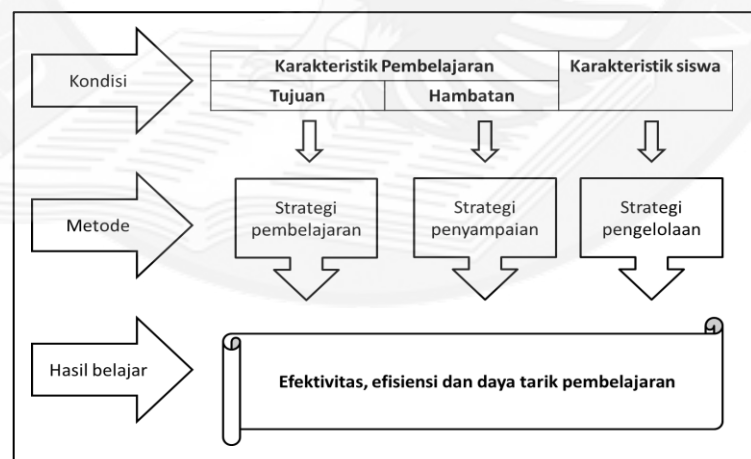 Kondisi
Karakteristik Pembelajaran
Karakteristik siswa
Tujuan
Hambatan
Metode
Strategi
pembelajaran
Strategi
penyampaian
Strategi
pengelolaan
Hasil belajar
Efektivitas, efisiensi dan daya tarik pembelajaran